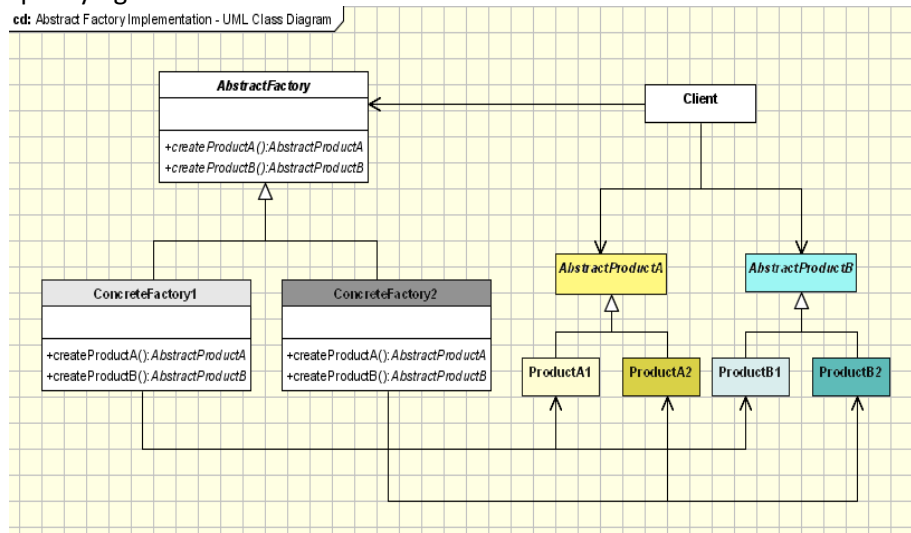 cd: Abstract Factory Implementation - UML Class Diagram
AbstractFactory
+createProductA():AbstractProductA
+createProductB():AbstractProductB
Client
AbstractProductA
AbstractProductB
ConcreteFactory1
+createProductA():AbstractProductA
+createProductB():AbstractProductB
ConcreteFactory2
+createProductA():AbstractProductA
+createProductB():AbstractProductB
ProductA1
ProductA2
ProductB1
ProductB2